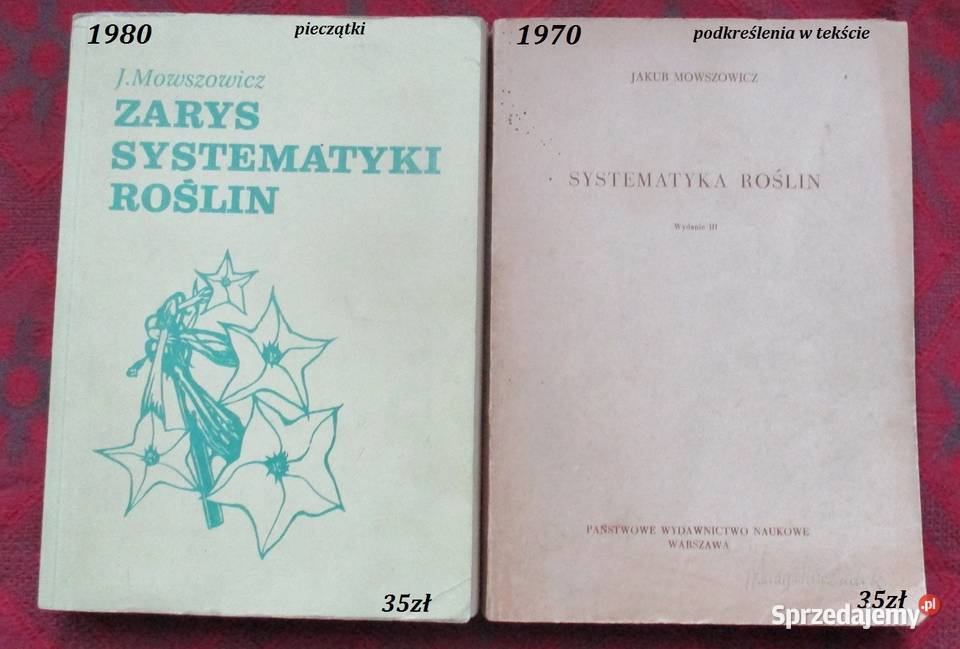 1980
pieczątki
J.Mowszowicz
ZARYS
SYSTEMATYKI
ROŚLIN
35zł
1970
podkreślenia w tekście
JAKUB MOWSZOWICZ
SYSTEMATYKA ROŚLIN
Wydanie III
PAŃSTWOWE WYDAWNICTWO NAUKOWE
WARSZAWA
35zł
Sprzedajemy.pl